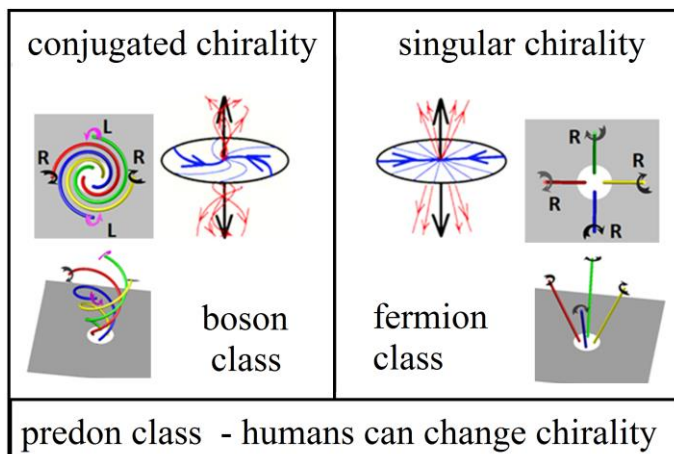 conjugated chirality
L
R
R
L
boson
class
singular chirality
R
R
R
R
fermion
class
predon class - humans can change chirality